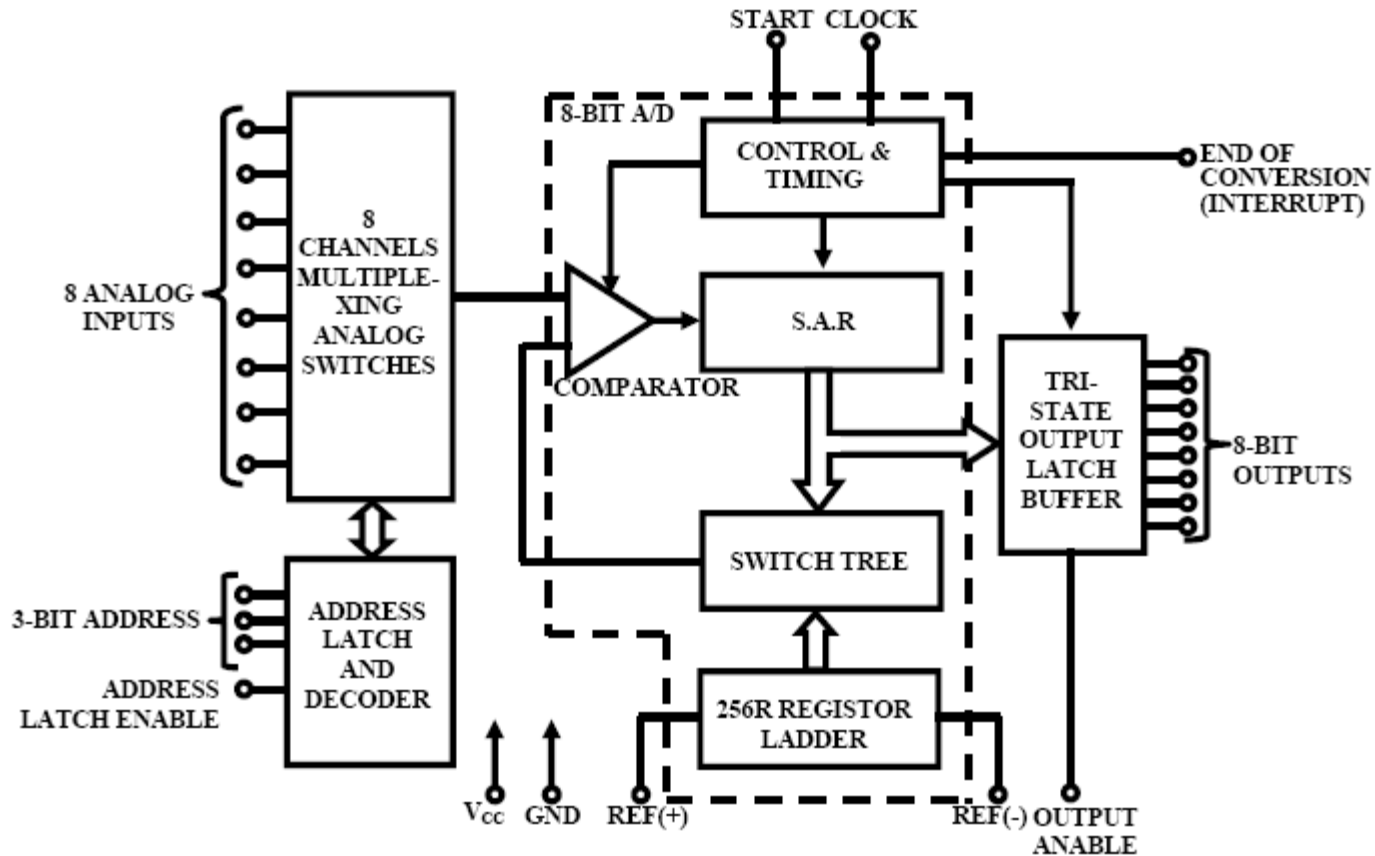 START CLOCK
8-BIT A/D
CONTROL &
TIMING
END OF
CONVERSION
(INTERRUPT)
8
CHANNELS
MULTIPLE-
XING
ANALOG
SWITCHES
8 ANALOG
INPUTS
S.A.R
COMPARATOR
TRI-
STATE
OUTPUT
LATCH
BUFFER
8-BIT
OUTPUTS
SWITCH TREE
3-BIT ADDRESS
ADDRESS
LATCH
AND
DECODER
ADDRESS
LATCH ENABLE
256R REGISTOR
LADDER
VCC
GND
REF(+)
REF(-)
OUTPUT
ANABLE